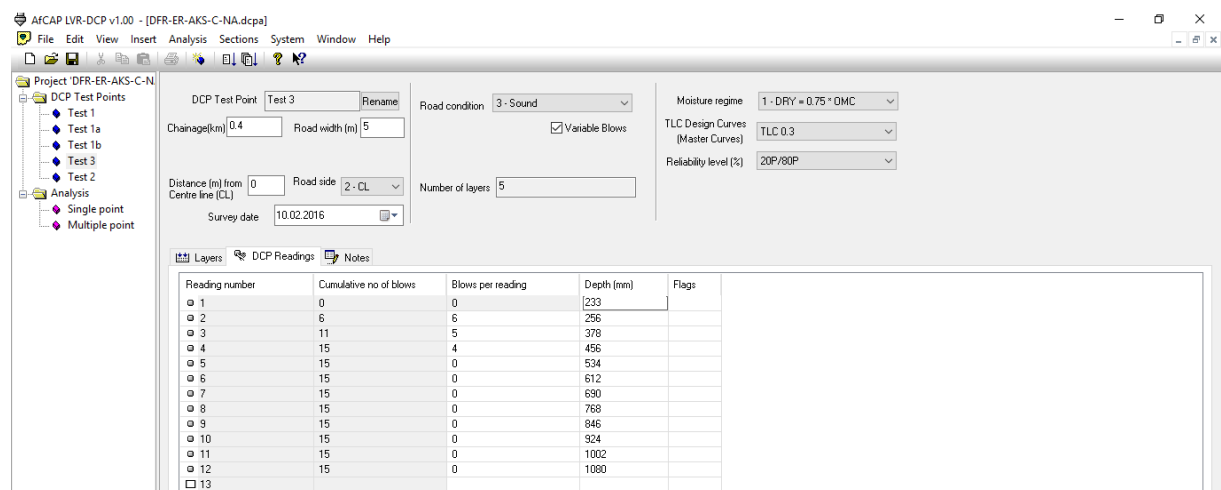 AfCAP LVR-DCP v1.00 - [DFR-ER-AKS-C-NA.dcpa]
File Edit View Insert Analysis Sections System Window Help
Project 'DFR-ER-AKS-C-N
DCP Test Points
Test 1
Test 1a
Test 1b
Test 3
Test 2
Analysis
Single point
Multiple point
DCP Test Point Test 3 Rename
Chainage(km) 0.4 Road width (m) 5
Distance (m) from Centre line (CL) 0 Road side 2 - CL
Survey date 10.02.2016
Road condition 3 - Sound
Variable Blows
Number of layers 5
Moisture regime 1 - DRY = 0.75 * OMC
TLC Design Curves (Master Curves) TLC 0.3
Reliability level (%) 20P/80P
Layers DCP Readings Notes
Reading number Cumulative no of blows Blows per reading Depth (mm) Flags
1 0 0 233
2 6 6 256
3 11 5 378
4 15 4 456
5 15 0 534
6 15 0 612
7 15 0 690
8 15 0 768
9 15 0 846
10 15 0 924
11 15 0 1002
12 15 0 1080
13